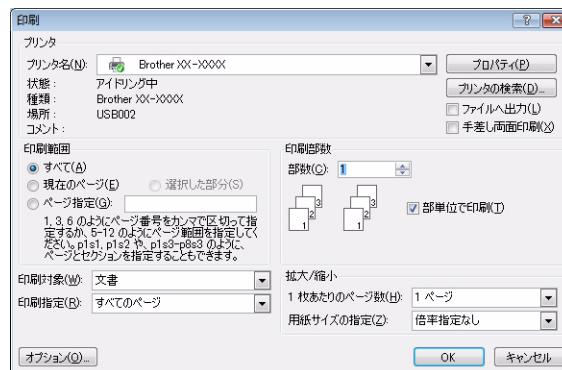 印刷
プリンタ
プリンタ名(N): Brother XX-XXXX
プロパティ(P)
状態: アイドリング中
プリンタの検索(D)...
種類: Brother XX-XXXX
場所: USB002
ファイルへ出力(L)
コメント:
手差し両面印刷(X)
印刷範囲
すべて(A)
現在のページ(E) 選択した部分(S)
ページ指定(G):
1, 3, 6 のようにページ番号をカンマで区切って指
定するか、5-12 のようにページ範囲を指定してく
ださい。p1s1, p1s2 や、p1s3-p8s3 のように、
ページとセクションを指定することもできます。
印刷部数
部数(C): 1
1 2 3
1 2 3
部単位で印刷(T)
印刷対象(W): 文書
印刷指定(R): すべてのページ
拡大/縮小
1 枚あたりのページ数(H): 1 ページ
用紙サイズの指定(Z): 倍率指定なし
オプション(O)...
OK
キャンセル